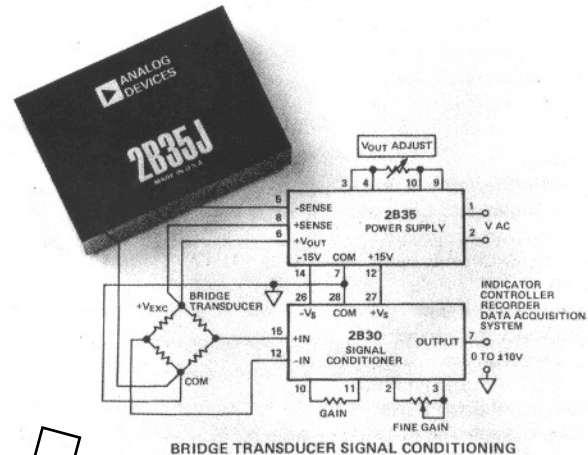 ANALOG
DEVICES
2B35J
MADE IN U.S.A.
VOUT ADJUST
3 4 10 9
5 -SENSE
8 +SENSE
6 +VOUT
2B35
POWER SUPPLY
1
V AC
2
-15V COM +15V
14 7 12
26 28 27
-VS COM +VS
+VEXC
BRIDGE
TRANSDUCER
COM
15 +IN
12 -IN
2B30
SIGNAL
CONDITIONER
OUTPUT 7
INDICATOR
CONTROLLER
RECORDER
DATA ACQUISITION
SYSTEM
0 TO ±10V
10 11 2 3
GAIN
FINE GAIN
BRIDGE TRANSDUCER SIGNAL CONDITIONING